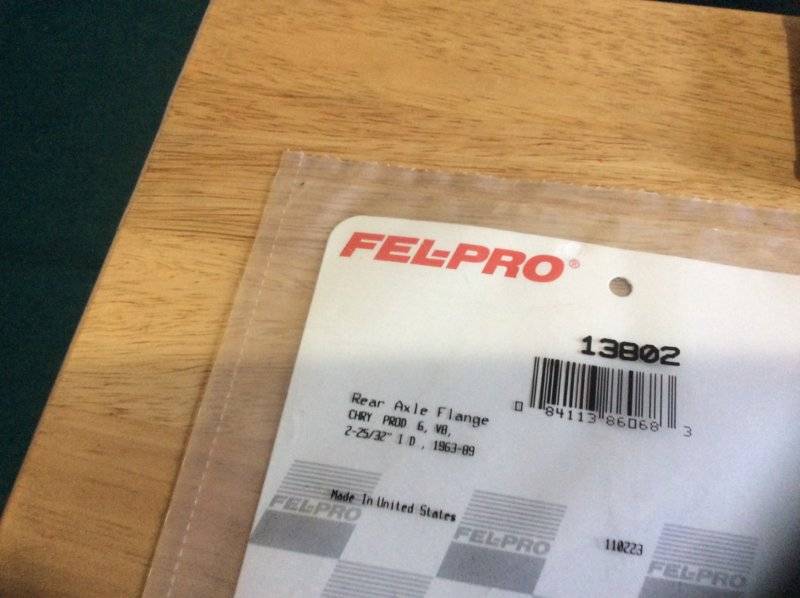 FEL-PRO®
13802
0 84113 86068 3
Rear Axle Flange
CHRY PROD 6, V8,
2-25/32" I D , 1963-89
Made In United States
FEL-PRO
FEL-PRO
110223
FEL-PRO